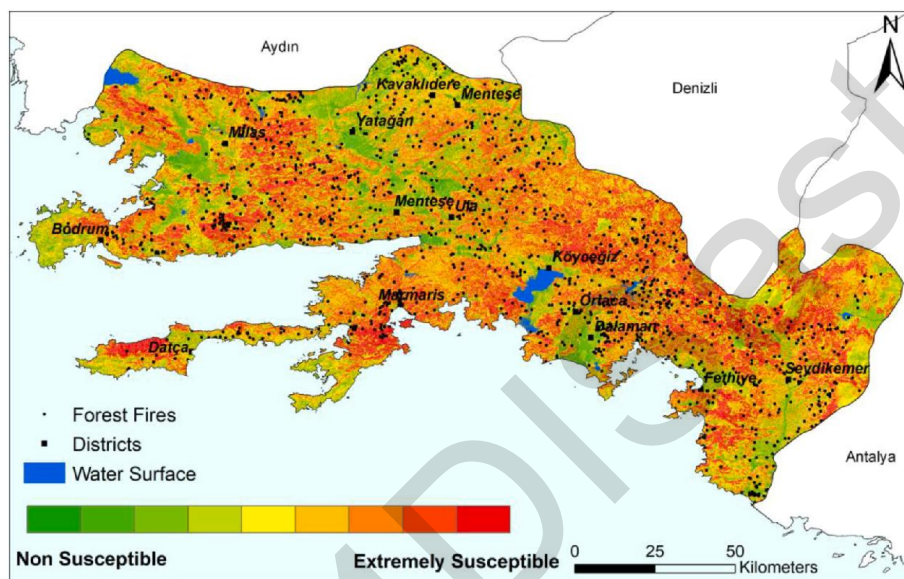 N
Aydın
Denizli
Kavaklıdere
Menteşe
Milas
Yatağan
Menteşe
Ula
Bodrum
Köyceğiz
Marmaris
Ortaca
Dalaman
Datça
Fethiye
Seydikemer
Forest Fires
Districts
Water Surface
Antalya
Non Susceptible
Extremely Susceptible
0 25 50
Kilometers